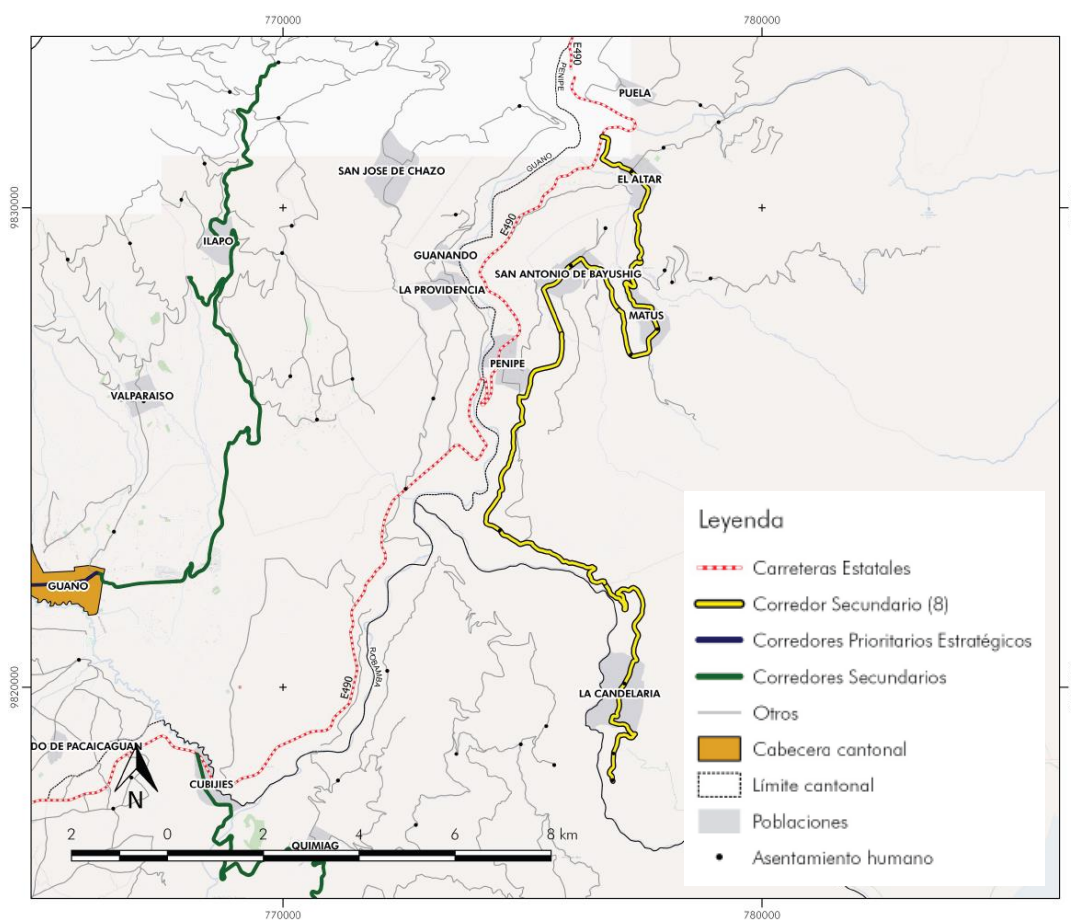 770000
780000
E490
PENIPE
PUELA
SAN JOSE DE CHAZO
GUANO
EL ALTAR
9830000
9830000
E490
ILAPO
GUANANDO
SAN ANTONIO DE BAYUSHIG
LA PROVIDENCIA
MATUS
PENIPE
VALPARAISO
Leyenda
Carreteras Estatales
Corredor Secundario (8)
Corredores Prioritarios Estratégicos
Corredores Secundarios
Otros
Cabecera cantonal
Límite cantonal
Poblaciones
Asentamiento humano
GUANO
RIOBAMBA
E490
9820000
9820000
LA CANDELARIA
DO DE PACAICAGUAN
CUBIJIES
N
2 0 2 4 6 8 km
QUIMIAG
770000
780000